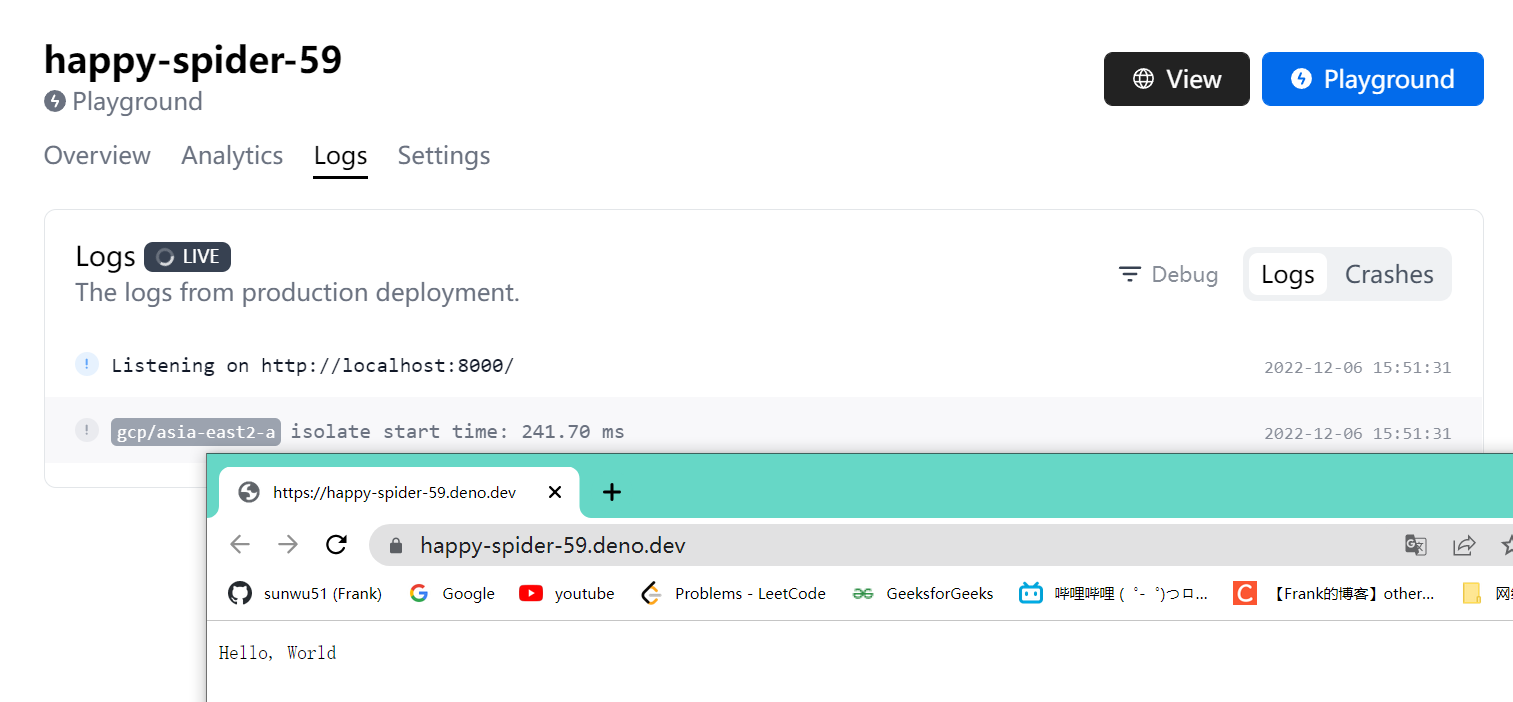 happy-spider-59
Playground
View
Playground
Overview Analytics Logs Settings
Logs LIVE
The logs from production deployment.
Debug
Logs Crashes
! Listening on http://localhost:8000/ 2022-12-06 15:51:31
! gcp/asia-east2-a isolate start time: 241.70 ms 2022-12-06 15:51:31
https://happy-spider-59.deno.dev
happy-spider-59.deno.dev
sunwu51 (Frank) Google youtube Problems - LeetCode GeeksforGeeks 哔哩哔哩 ( ゜- ゜)つロ... 【Frank的博客】other...
Hello, World